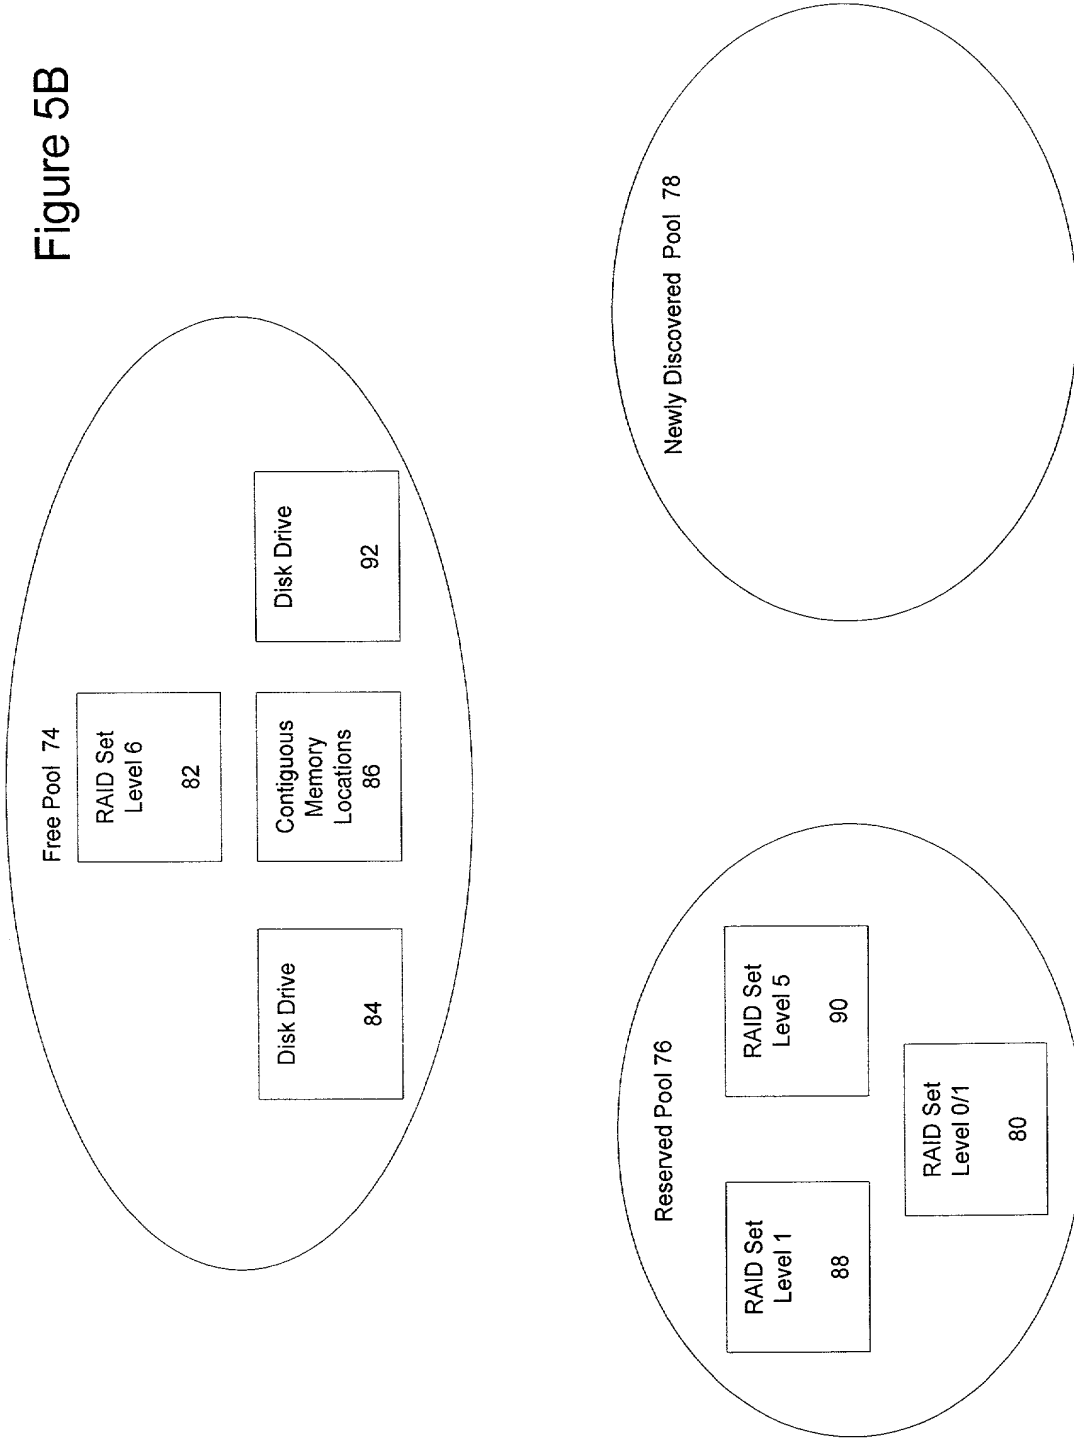 Figure 5B
Free Pool 74
RAID Set
Level 6
82
Disk Drive
84
Contiguous
Memory
Locations
86
Disk Drive
92
Reserved Pool 76
RAID Set
Level 1
88
RAID Set
Level 5
90
RAID Set
Level 0/1
80
Newly Discovered Pool 78